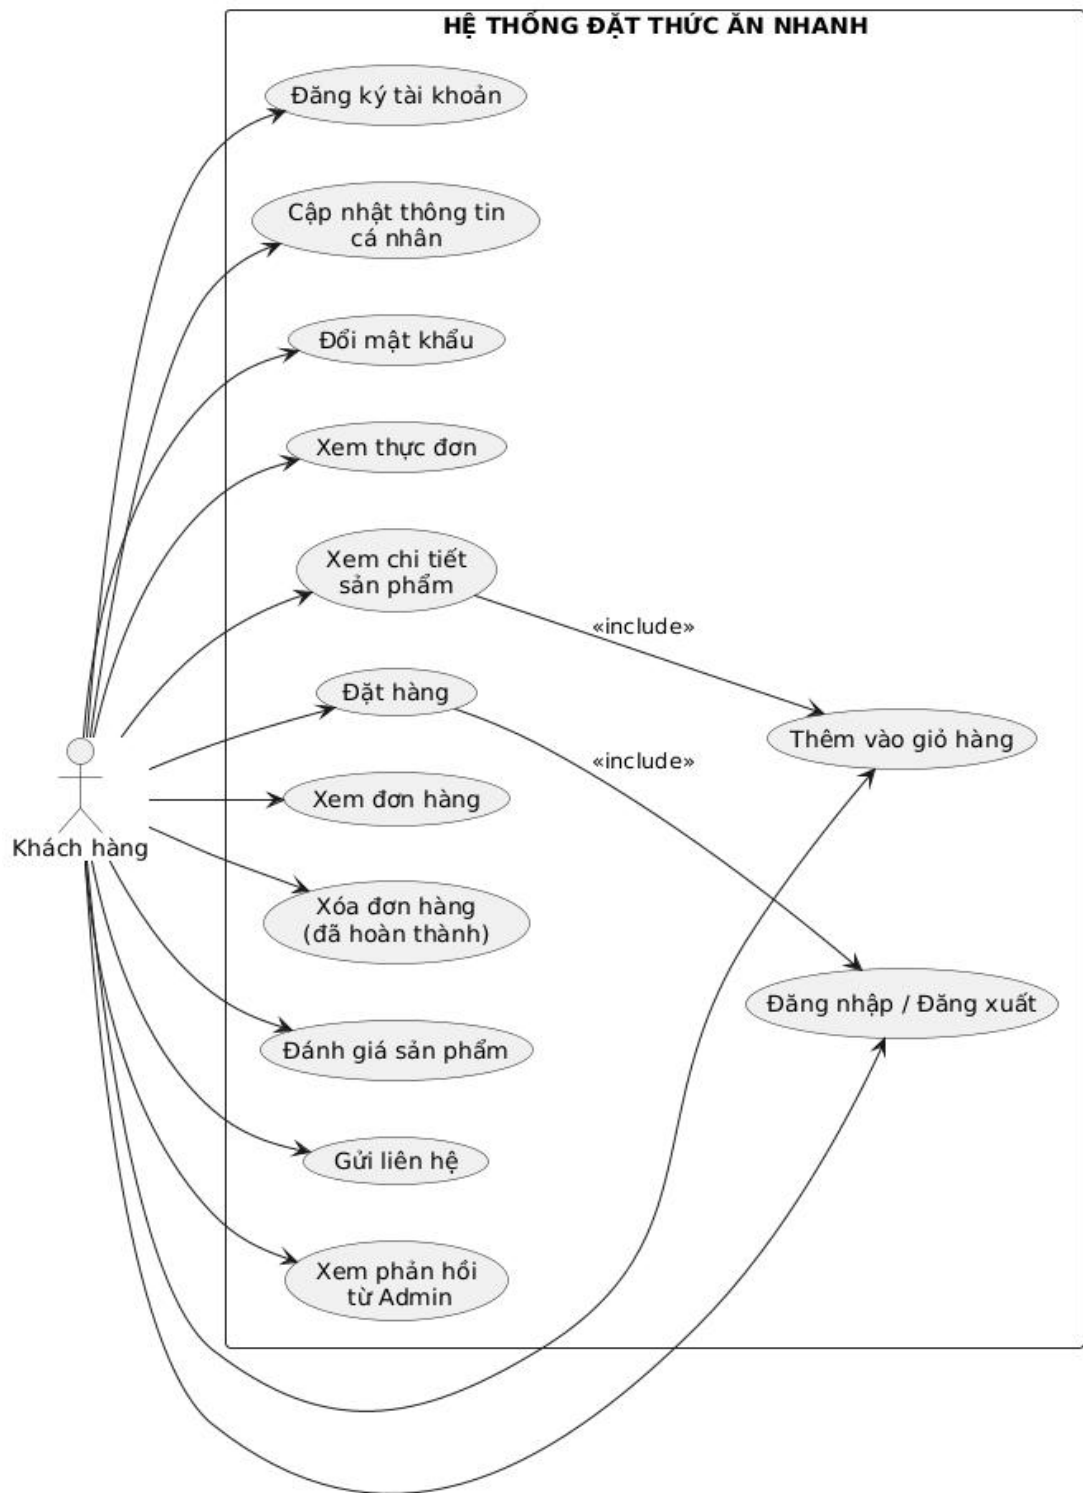 HỆ THỐNG ĐẶT THỨC ĂN NHANH
Đăng ký tài khoản
Cập nhật thông tin
cá nhân
Đổi mật khẩu
Xem thực đơn
Xem chi tiết
sản phẩm
«include»
Đặt hàng
Thêm vào giỏ hàng
«include»
Xem đơn hàng
Khách hàng
Xóa đơn hàng
(đã hoàn thành)
Đăng nhập / Đăng xuất
Đánh giá sản phẩm
Gửi liên hệ
Xem phản hồi
từ Admin